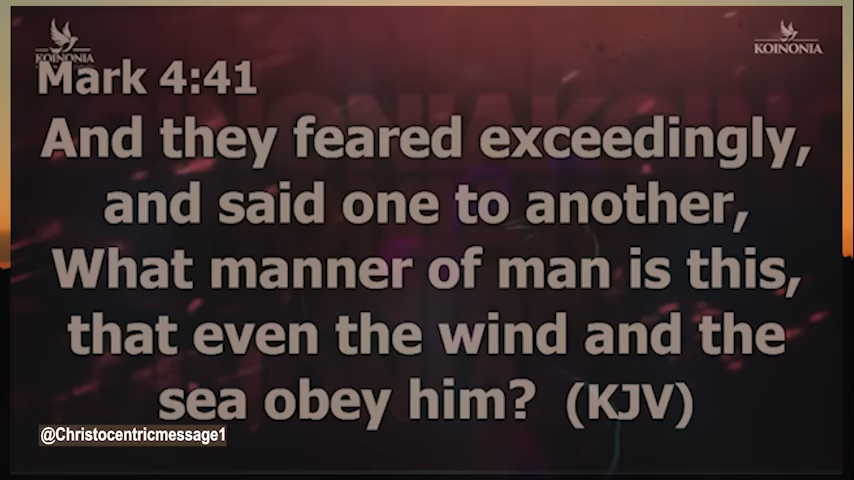 KOINONIA
KOINONIA
Mark 4:41
And they feared exceedingly,
and said one to another,
What manner of man is this,
that even the wind and the
sea obey him? (KJV)
@Christocentricmessage1